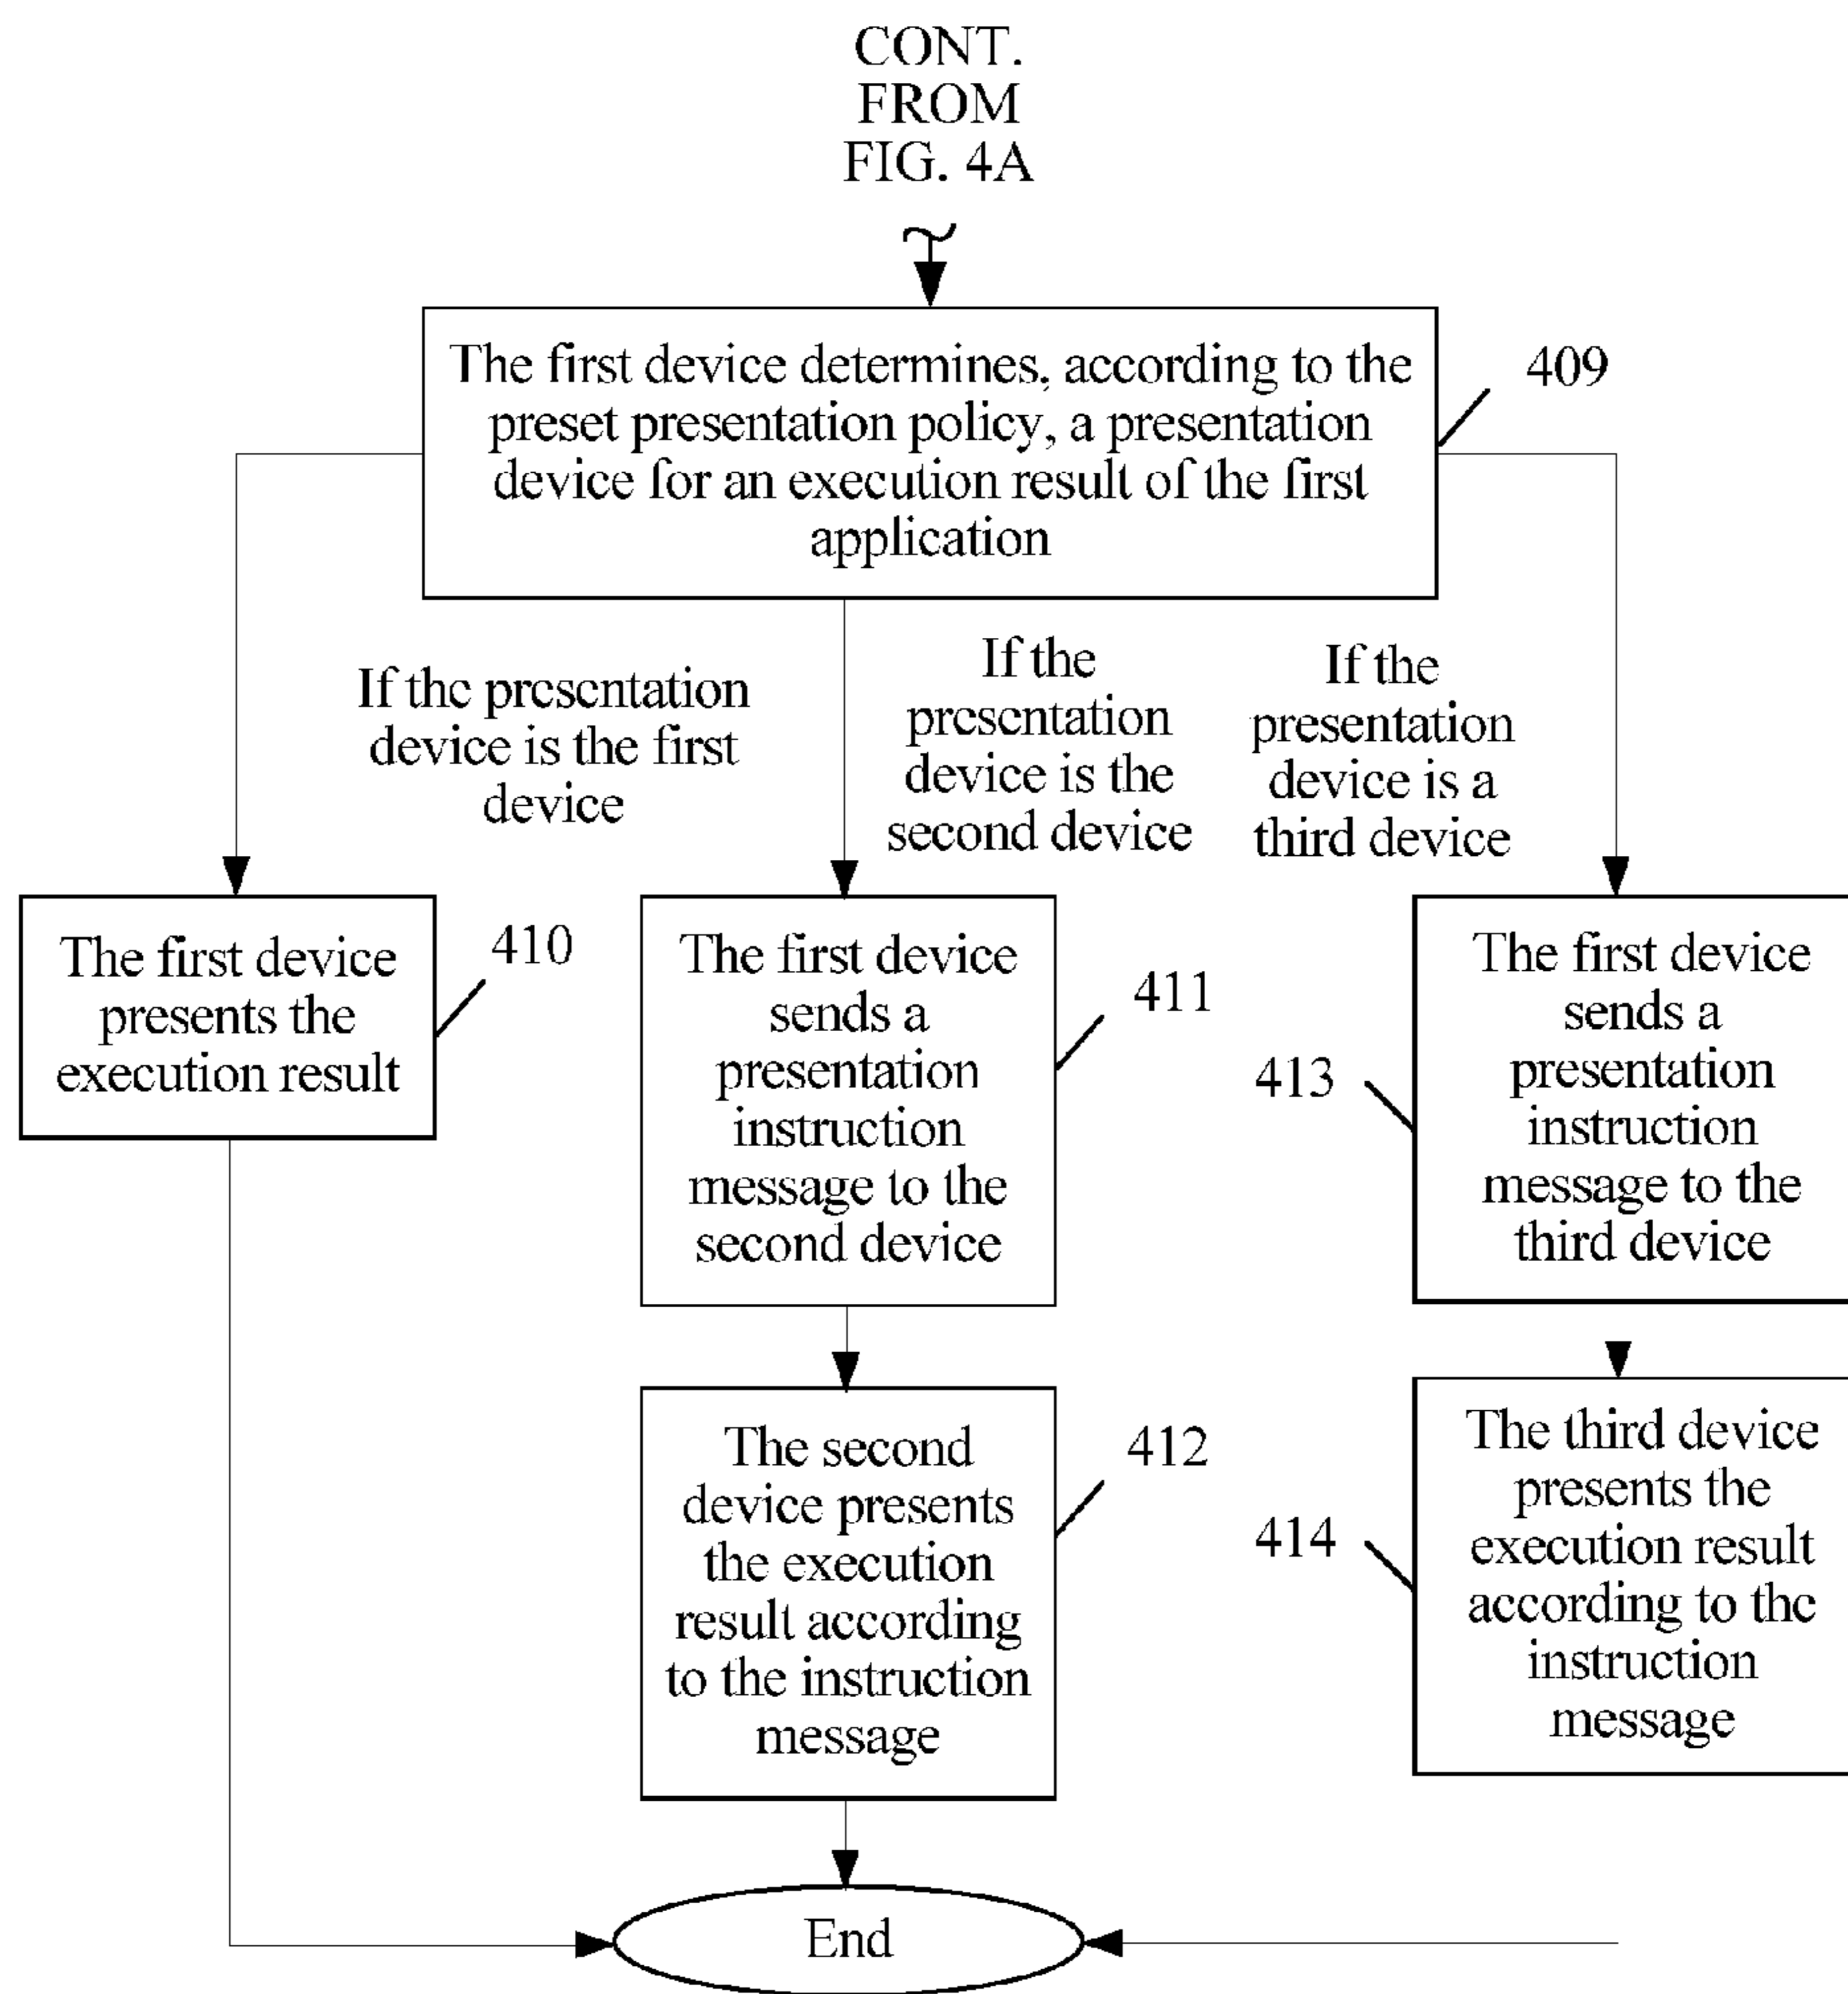 CONT.
FROM
FIG. 4A
The first device determines, according to the
preset presentation policy, a presentation
device for an execution result of the first
application
409
If the presentation
device is the first
device
If the
presentation
device is the
second device
If the
presentation
device is a
third device
The first device
presents the
execution result
410
The first device
sends a
presentation
instruction
message to the
second device
411
413
The first device
sends a
presentation
instruction
message to the
third device
The second
device presents
the execution
result according
to the instruction
message
412
414
The third device
presents the
execution result
according to the
instruction
message
End